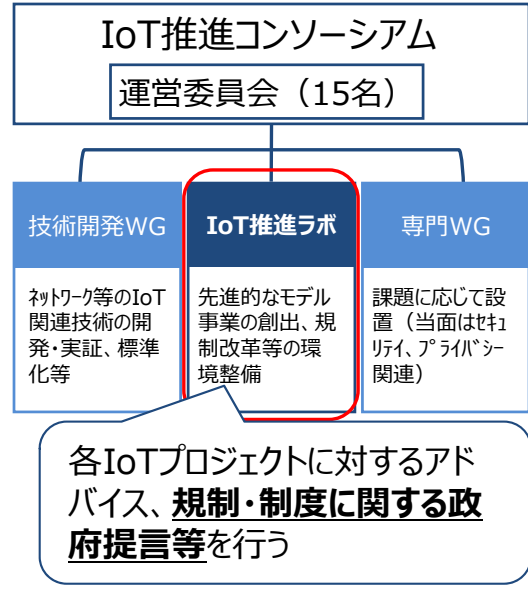 IoT推進コンソーシアム
運営委員会（15名）
技術開発WG
IoT推進ラボ
専門WG
ﾈｯﾄﾜｰｸ等のIoT
関連技術の開
発・実証、標準
化等
先進的なモデル
事業の創出、規
制改革等の環
境整備
課題に応じて設
置（当面はｾｷｭ
ﾘﾃｨ、ﾌﾟﾗｲﾊﾞｼｰ
関連）
各IoTプロジェクトに対するアド
バイス、規制・制度に関する政
府提言等を行う